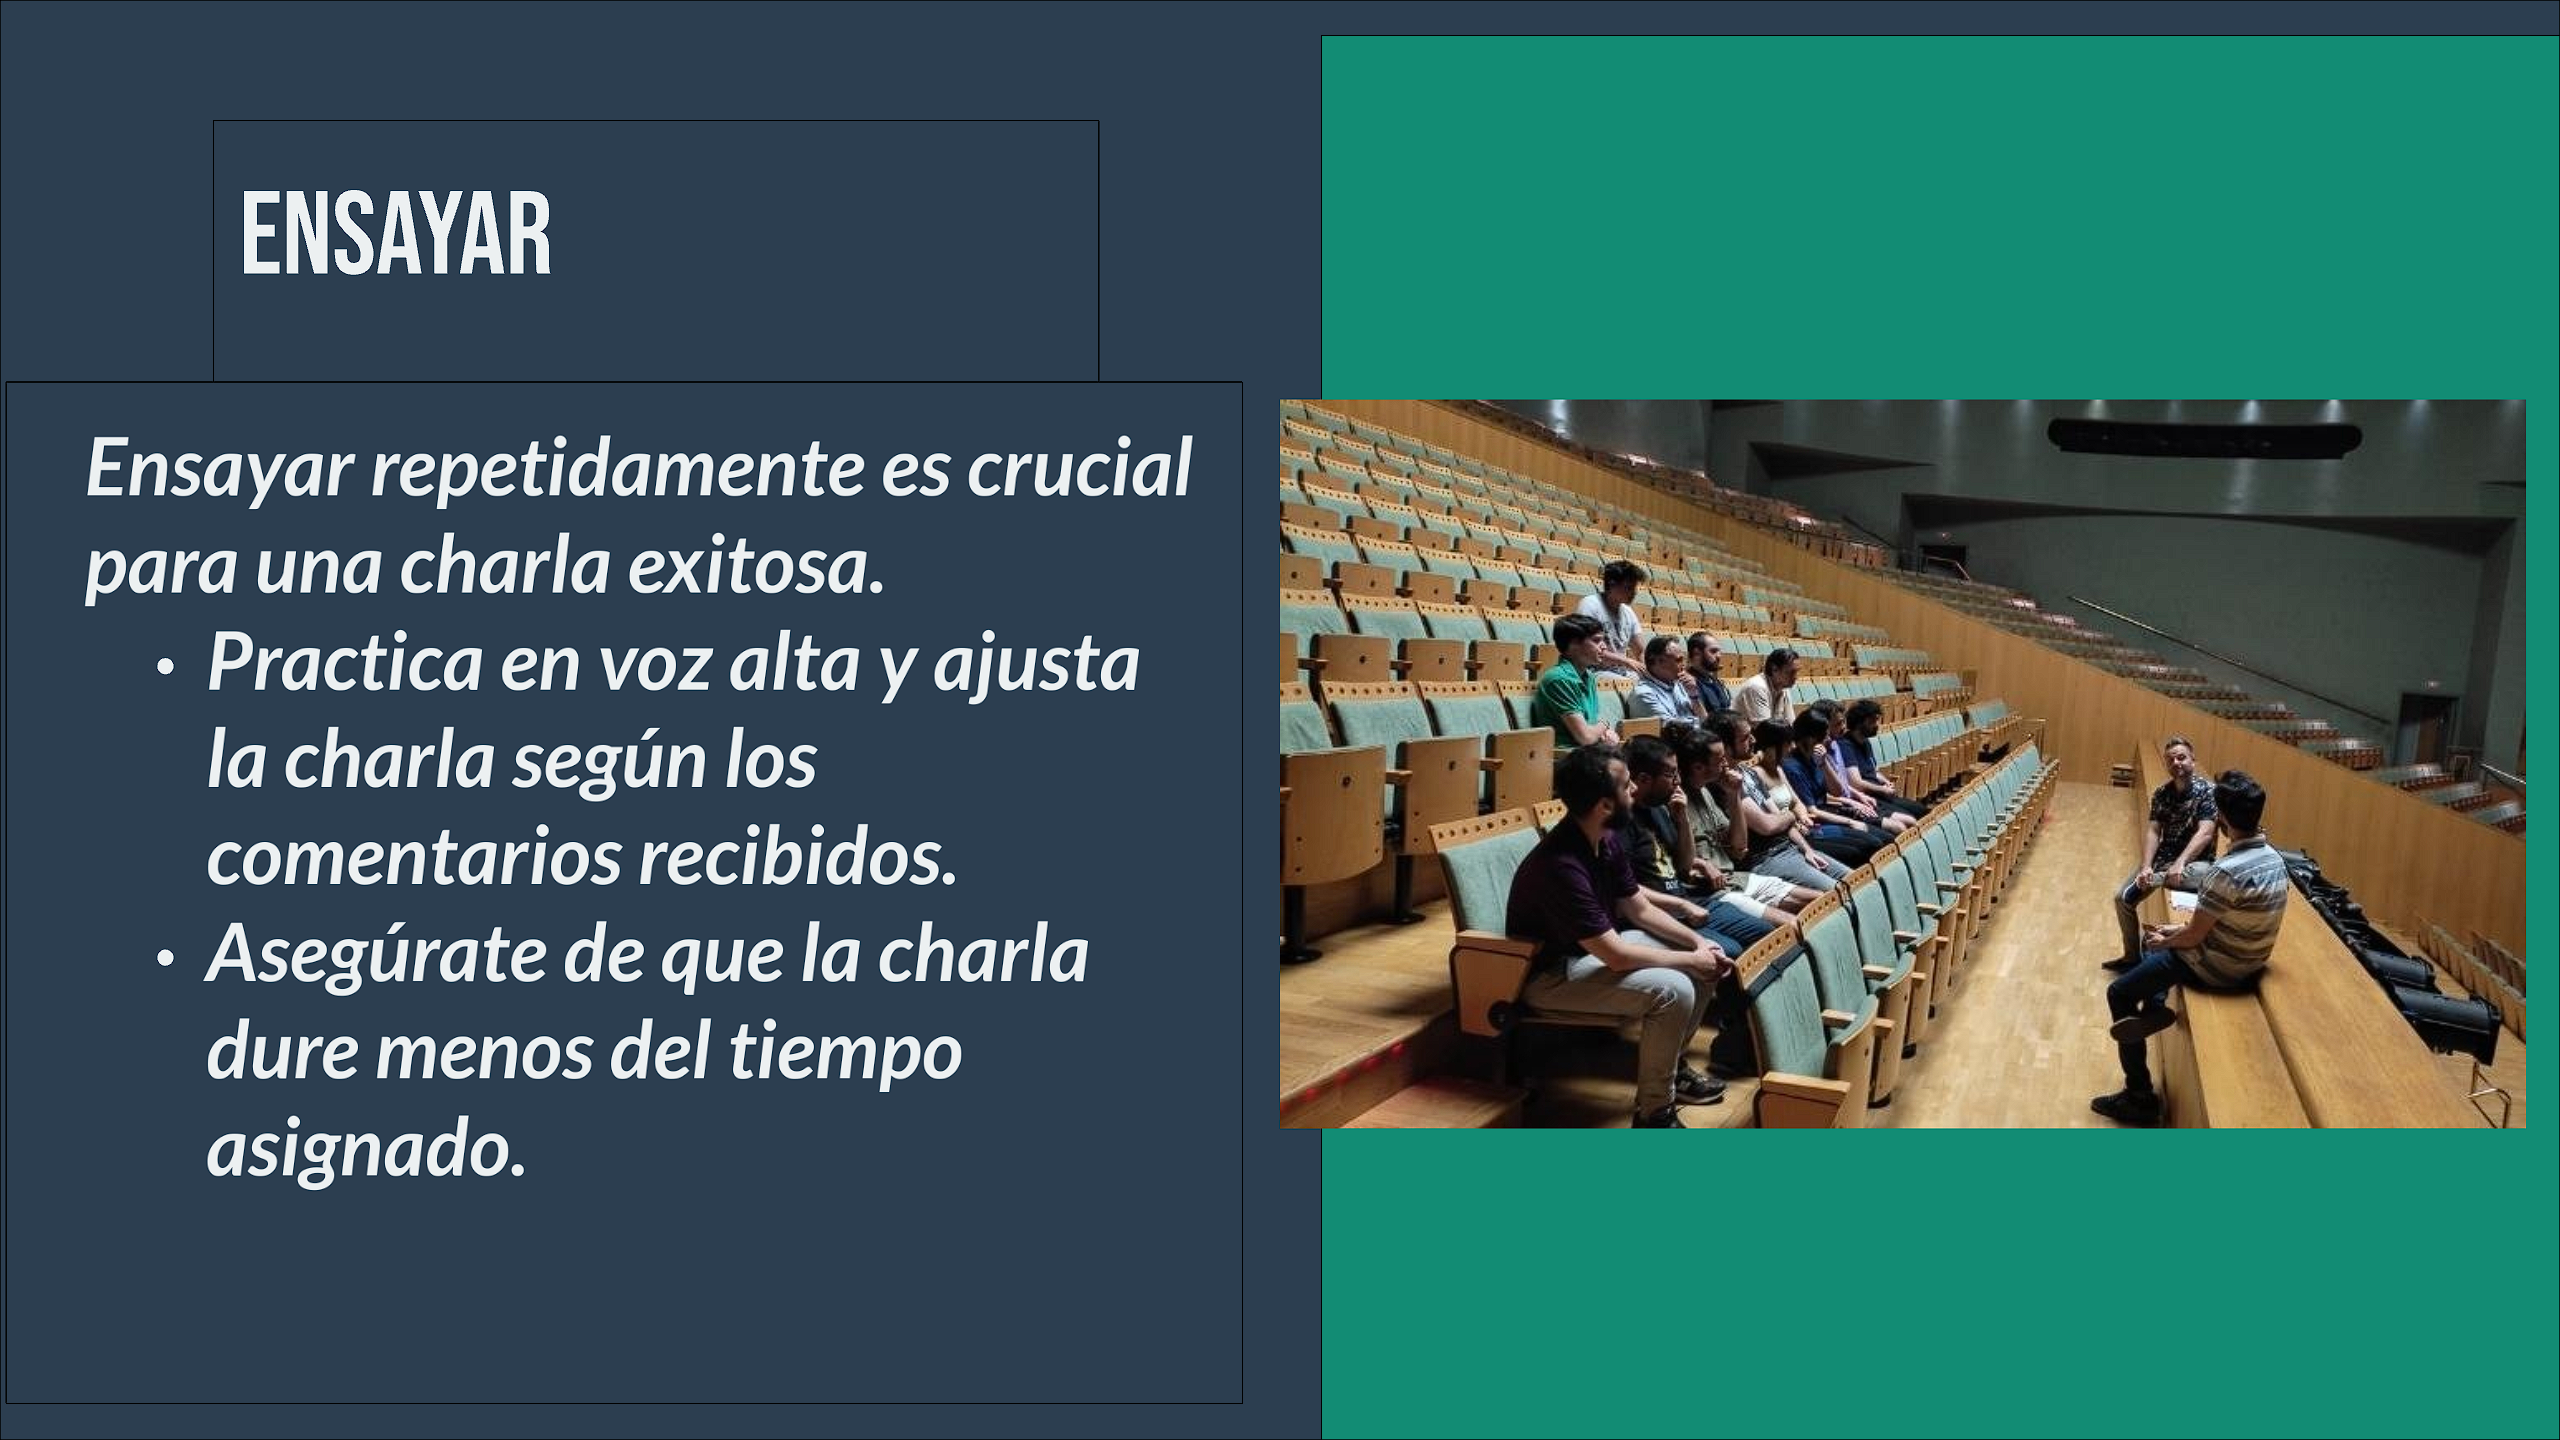 ENSAYAR
Ensayar repetidamente es crucial
para una charla exitosa.
• Practica en voz alta y ajusta
la charla según los
comentarios recibidos.
• Asegúrate de que la charla
dure menos del tiempo
asignado.